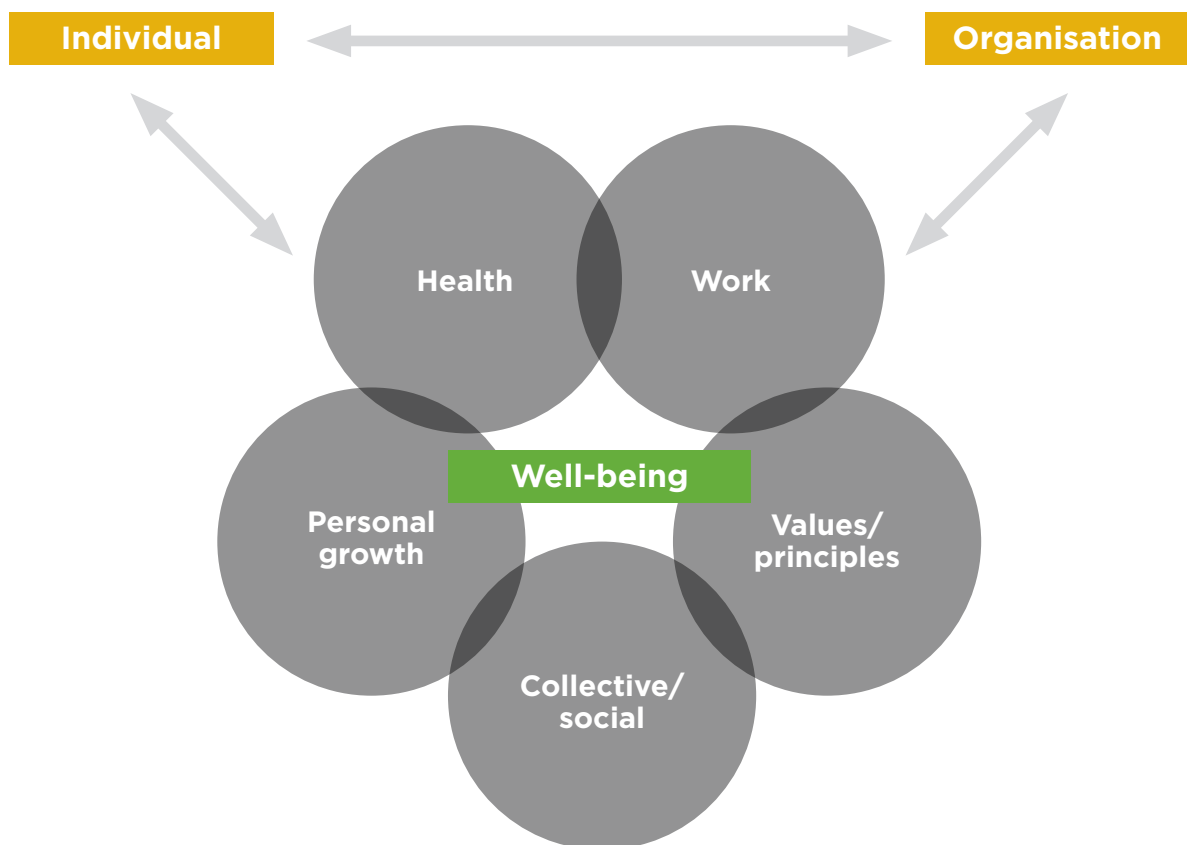 Individual
Organisation
Health
Work
Well-being
Personal
growth
Values/
principles
Collective/
social